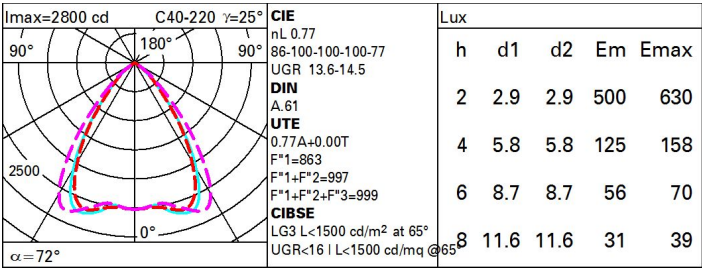 Imax=2800 cd C40-220 γ=25°
90° 180° 90°
2500
0°
α=72°
CIE
nL 0.77
86-100-100-100-77
UGR 13.6-14.5
DIN
A.61
UTE
0.77A+0.00T
F"1=863
F"1+F"2=997
F"1+F"2+F"3=999
CIBSE
LG3 L<1500 cd/m² at 65°
UGR<16 | L<1500 cd/mq @65°
Lux
h d1 d2 Em Emax
2 2.9 2.9 500 630
4 5.8 5.8 125 158
6 8.7 8.7 56 70
8 11.6 11.6 31 39